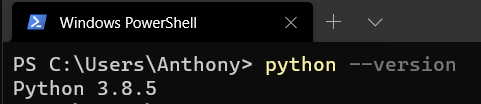 Windows PowerShell
PS C:\Users\Anthony> python --version
Python 3.8.5